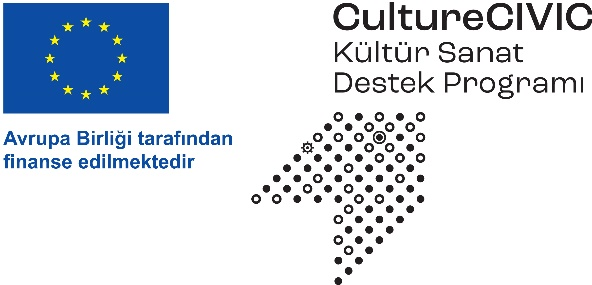 Avrupa Birliği tarafından
finanse edilmektedir
CultureCIVIC
Kültür Sanat
Destek Programı